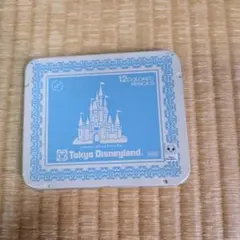 12 COLORED
PENCILS
Tokyo Disneyland